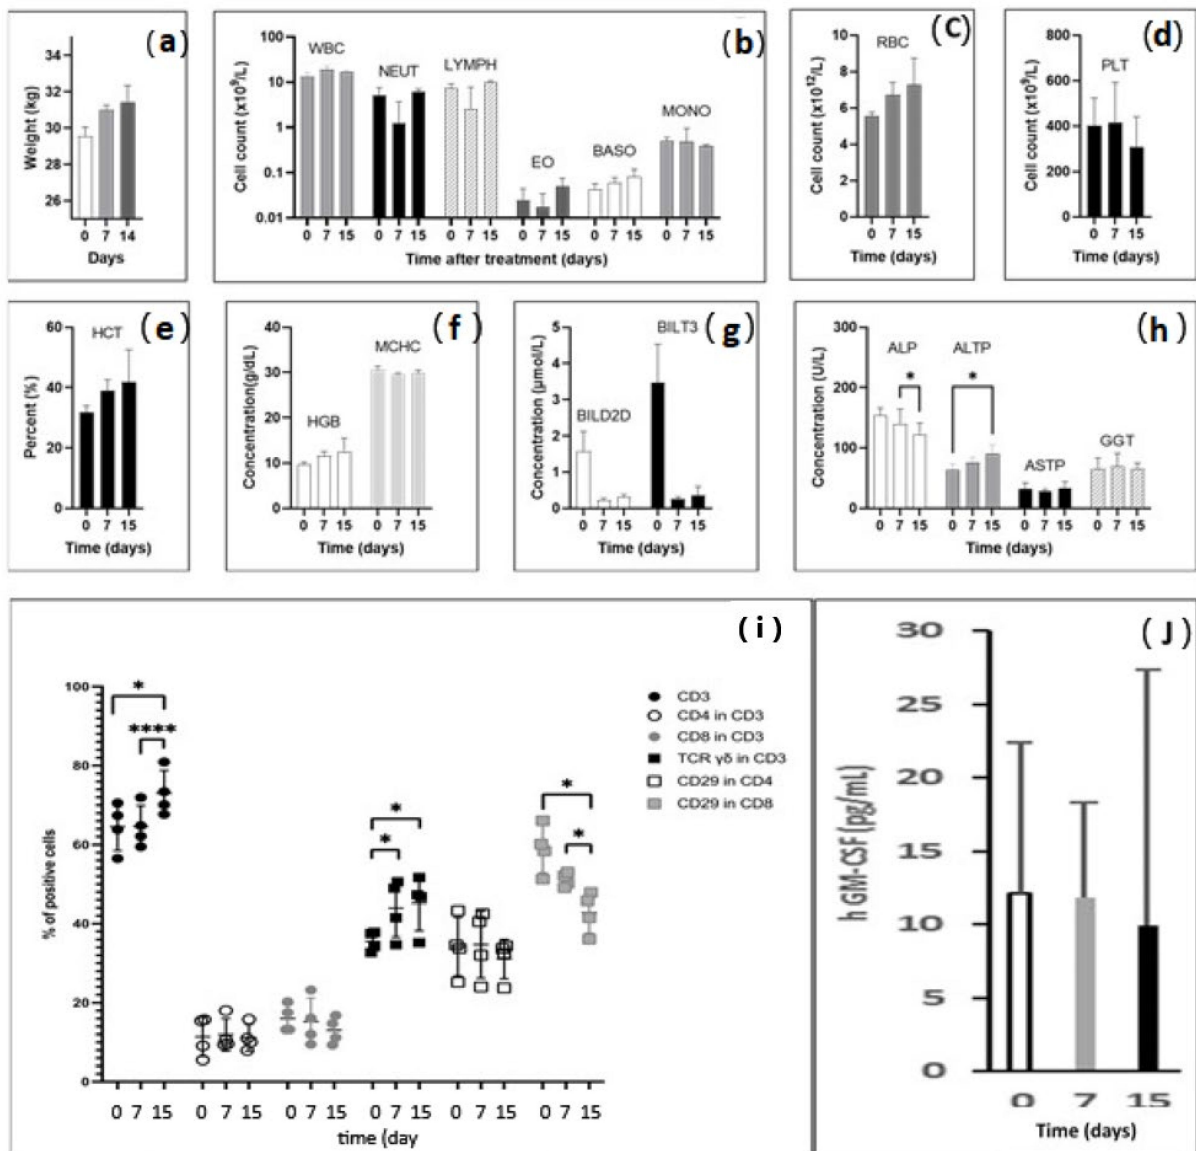 (a)
Weight (kg)
34
32
30
28
26
0 7 14
Days
(b)
Cell count (x10⁹/L)
100
10
1
0.1
0.01
WBC
NEUT
LYMPH
EO
BASO
MONO
0 7 15 0 7 15 0 7 15 0 7 15 0 7 15 0 7 15
Time after treatment (days)
(C)
Cell count (x10¹²/L)
10
8
6
4
2
0
RBC
0 7 15
Time (days)
(d)
Cell count (x10⁹/L)
800
600
400
200
0
PLT
0 7 15
Time (days)
(e)
Percent (%)
60
40
20
0
HCT
0 7 15
Time (days)
(f)
Concentration(g/dL)
40
30
20
10
0
HGB
MCHC
0 7 15 0 7 15
Time (days)
(g)
Concentration (µmol/L)
5
4
3
2
1
0
BILD2D
BILT3
0 7 15 0 7 15
Time (days)
(h)
Concentration (U/L)
300
200
100
0
ALP
*
ALTP
*
ASTP
GGT
0 7 15 0 7 15 0 7 15 0 7 15
Time (days)
(i)
% of positive cells
100
80
60
40
20
0
*
****
*
*
*
*
CD3
CD4 in CD3
CD8 in CD3
TCR γδ in CD3
CD29 in CD4
CD29 in CD8
0 7 15 0 7 15 0 7 15 0 7 15 0 7 15 0 7 15
time (day
(J)
h GM-CSF (pg/mL)
30
25
20
15
10
5
0
0 7 15
Time (days)